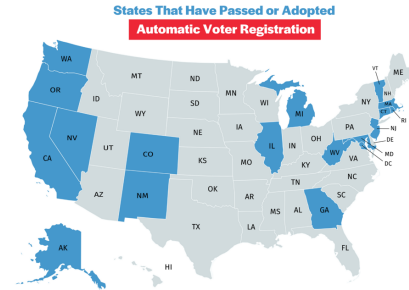 States That Have Passed or Adopted
Automatic Voter Registration
WA
MT
ND
MN
ME
VT
NH
OR
ID
SD
WI
NY
MA
CT
RI
WY
MI
IA
NE
PA
NJ
NV
UT
IL
IN
OH
DE
MD
DC
CA
CO
KS
MO
WV
VA
KY
NC
AZ
NM
OK
AR
TN
SC
MS
AL
GA
TX
LA
AK
HI
FL